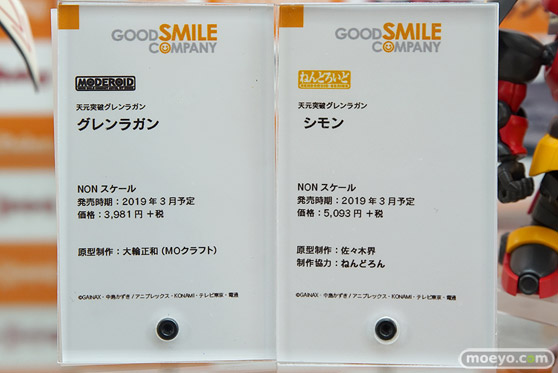 GOOD SMILE
COMPANY
MODEROID
天元突破グレンラガン
グレンラガン
NON スケール
発売時期：2019年3月予定
価格：3,981円 +税
原型制作：大輪正和（MOクラフト）
©GAINAX・中島かずき／アニプレックス・KONAMI・テレビ東京・電通
GOOD SMILE
COMPANY
ねんどろいど
NENDOROID SERIES
天元突破グレンラガン
シモン
NON スケール
発売時期：2019年3月予定
価格：5,093円 +税
原型制作：佐々木界
制作協力：ねんどろん
©GAINAX・中島かずき／アニプレックス・KONAMI・テレビ東京・電通
moeyo.com